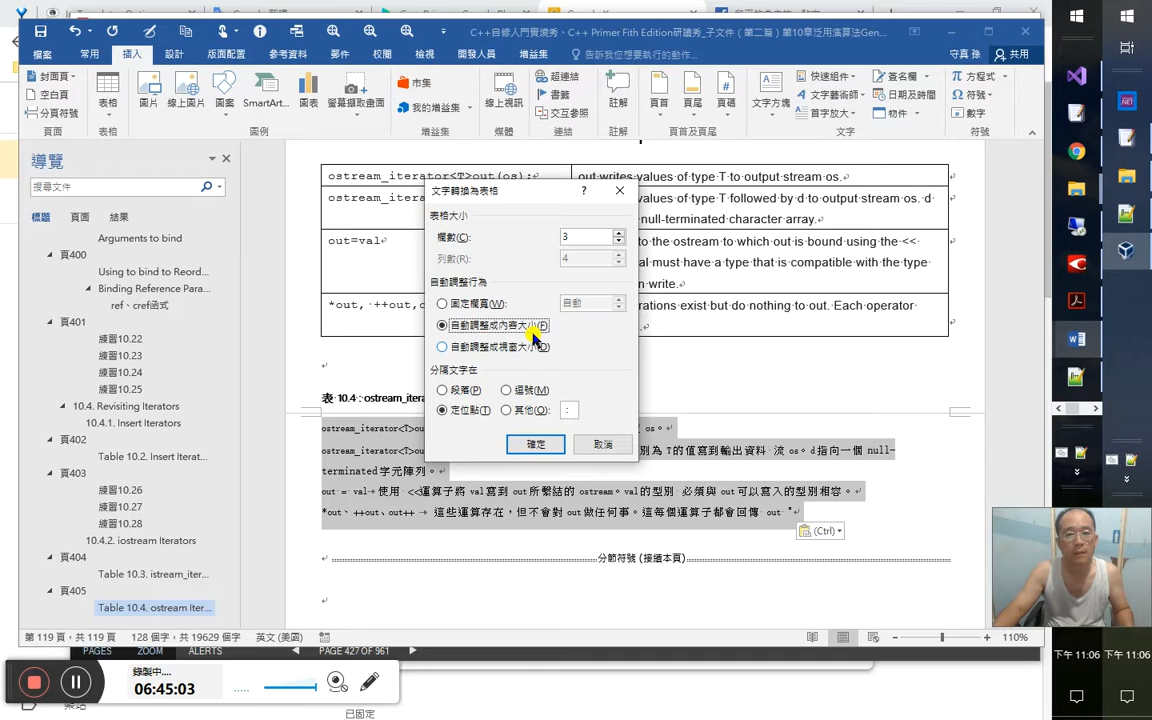 C++自修入門實境秀、C++ Primer Fith Edition研讀秀_子文件（第二篇）第10章泛用演算法Gen...
檔案 常用 插入 設計 版面配置 參考資料 郵件 校閱 檢視 開發人員 增益集 告訴我您想要執行的動作... 守真 孫 共用
封面頁 空白頁 分頁符號
表格 圖片 線上圖片 圖案 SmartArt... 圖表 螢幕擷取畫面
市集 我的增益集
線上視訊
超連結 書籤 交互參照
註解 頁首 頁尾 頁碼 文字方塊
快速組件 文字藝術師 首字放大
簽名欄 日期及時間 物件
方程式 符號 數字
頁面 表格 圖例 增益集 媒體 連結 註解 頁首及頁尾 文字 符號
導覽
搜尋文件
標題 頁面 結果
Arguments to bind
頁400
Using to bind to Reord...
Binding Reference Para...
ref、cref函式
頁401
練習10.22
練習10.23
練習10.24
練習10.25
10.4. Revisiting Iterators
10.4.1. Insert Iterators
頁402
Table 10.2. Insert Iterat...
頁403
練習10.26
練習10.27
練習10.28
10.4.2. iostream Iterators
頁404
Table 10.3. istream_iter...
頁405
Table 10.4. ostream Iter...
ostream_iterator<T>out(os);
out writes values of type T to output stream os.
ostream_itera
values of type T followed by d to output stream os. d
null-terminated character array.
out=val
to the ostream to which out is bound using the <<
val must have a type that is compatible with the type
n write.
*out, ++out,o
rations exist but do nothing to out. Each operator
文字轉換為表格 ?
表格大小
欄數(C): 3
列數(R): 4
自動調整行為
固定欄寬(W): 自動
自動調整成內容大小(F)
自動調整成視窗大小(D)
分隔文字在
段落(P) 逗號(M)
定位點(T) 其他(O): :
確定 取消
表 10.4：ostream_itera
ostream_iterator<T>ou
os。
ostream_iterator<T>ou
別為 T的值寫到輸出資料 流 os。d指向一個 null-
terminated字元陣列。
out = val 使用 <<運算子將 val寫到 out所繫結的 ostream。val的型別 必須與 out可以寫入的型別相容。
*out、 ++out、out++ 這些運算存在，但不會對 out做任何事。這每個運算子都會回傳 out
(Ctrl)
分節符號 (接續本頁)
第 119 頁，共 119 頁 128 個字，共 19629 個字 英文 (美國) 110%
PAGES ZOOM ALERTS PAGE 427 OF 961
錄製中....
06:45:03
已固定
下午 11:06 下午 11:06